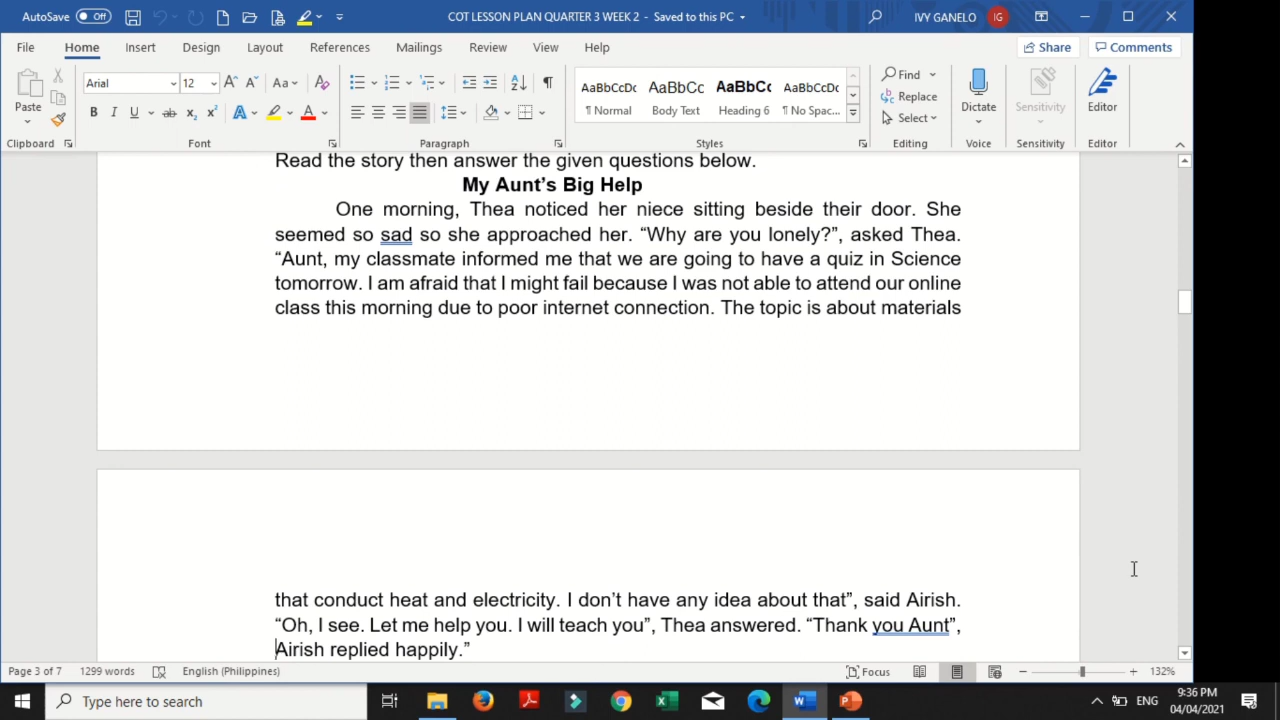 AutoSave Off COT LESSON PLAN QUARTER 3 WEEK 2 - Saved to this PC IVY GANELO IG
File Home Insert Design Layout References Mailings Review View Help Share Comments
Arial 12 Aa AaBbCcDc AaBbCc AaBbCc AaBbCcDc Find
Paste B I U ab x₂ x² A A ¶ Normal Body Text Heading 6 ¶ No Spac... Replace Select Dictate Sensitivity Editor
Clipboard Font Paragraph Styles Editing Voice Sensitivity Editor
Read the story then answer the given questions below.
My Aunt’s Big Help
One morning, Thea noticed her niece sitting beside their door. She
seemed so sad so she approached her. “Why are you lonely?”, asked Thea.
“Aunt, my classmate informed me that we are going to have a quiz in Science
tomorrow. I am afraid that I might fail because I was not able to attend our online
class this morning due to poor internet connection. The topic is about materials
that conduct heat and electricity. I don’t have any idea about that”, said Airish.
“Oh, I see. Let me help you. I will teach you”, Thea answered. “Thank you Aunt”,
Airish replied happily.”
Page 3 of 7 1299 words English (Philippines) Focus 132%
Type here to search ENG 9:36 PM
04/04/2021